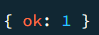 { ok: 1 }